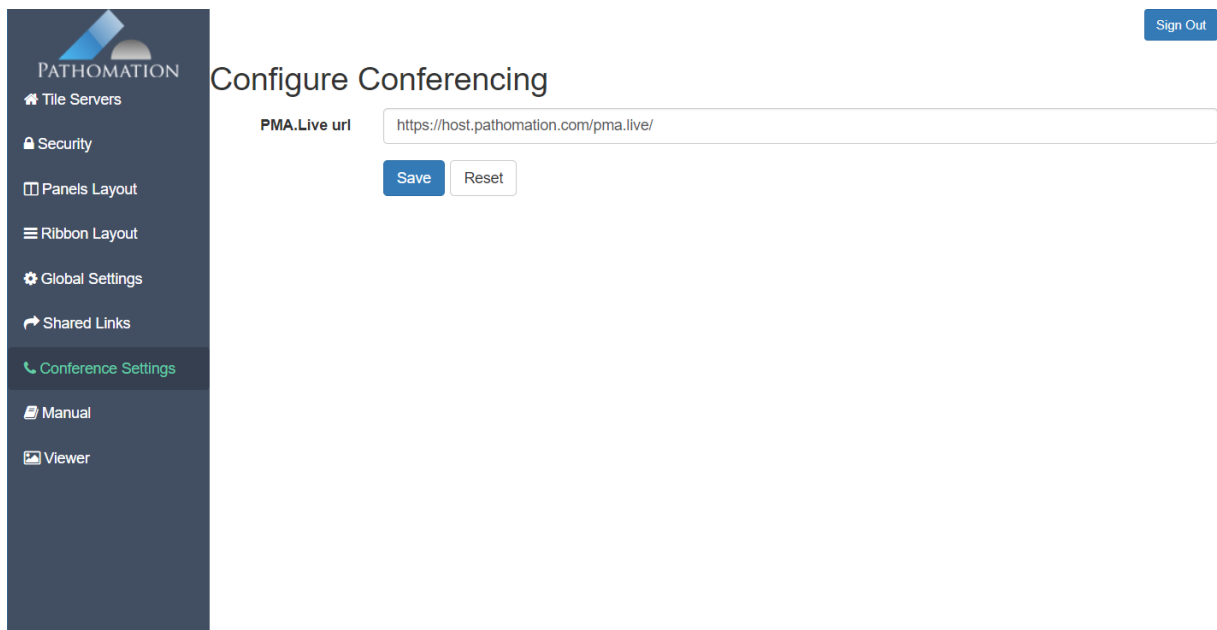 Sign Out
PATHOMATION
Tile Servers
Security
Panels Layout
Ribbon Layout
Global Settings
Shared Links
Conference Settings
Manual
Viewer
Configure Conferencing
PMA.Live url https://host.pathomation.com/pma.live/
Save Reset